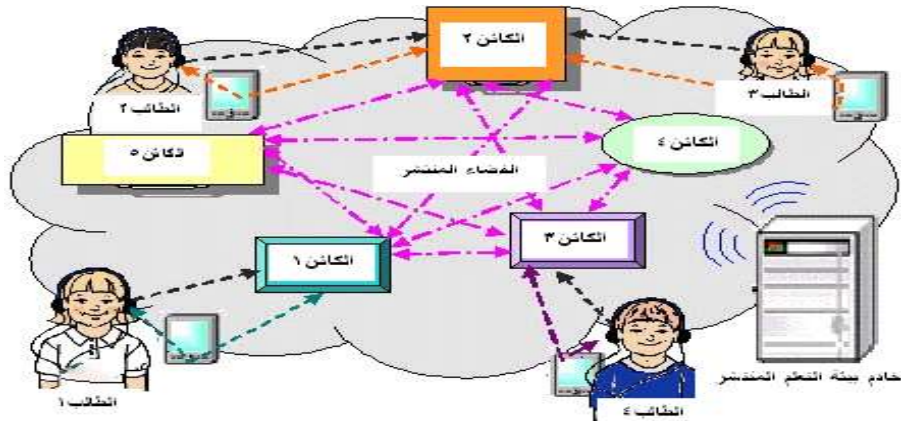 الكائن ٢
الطالب ٢
الطالب ٣
الكائن ٤
الكائن ٥
الفضاء المنتشر
الكائن ٣
الكائن ١
خادم بيئة التعلم المنتشر
الطالب ١
الطالب ٤